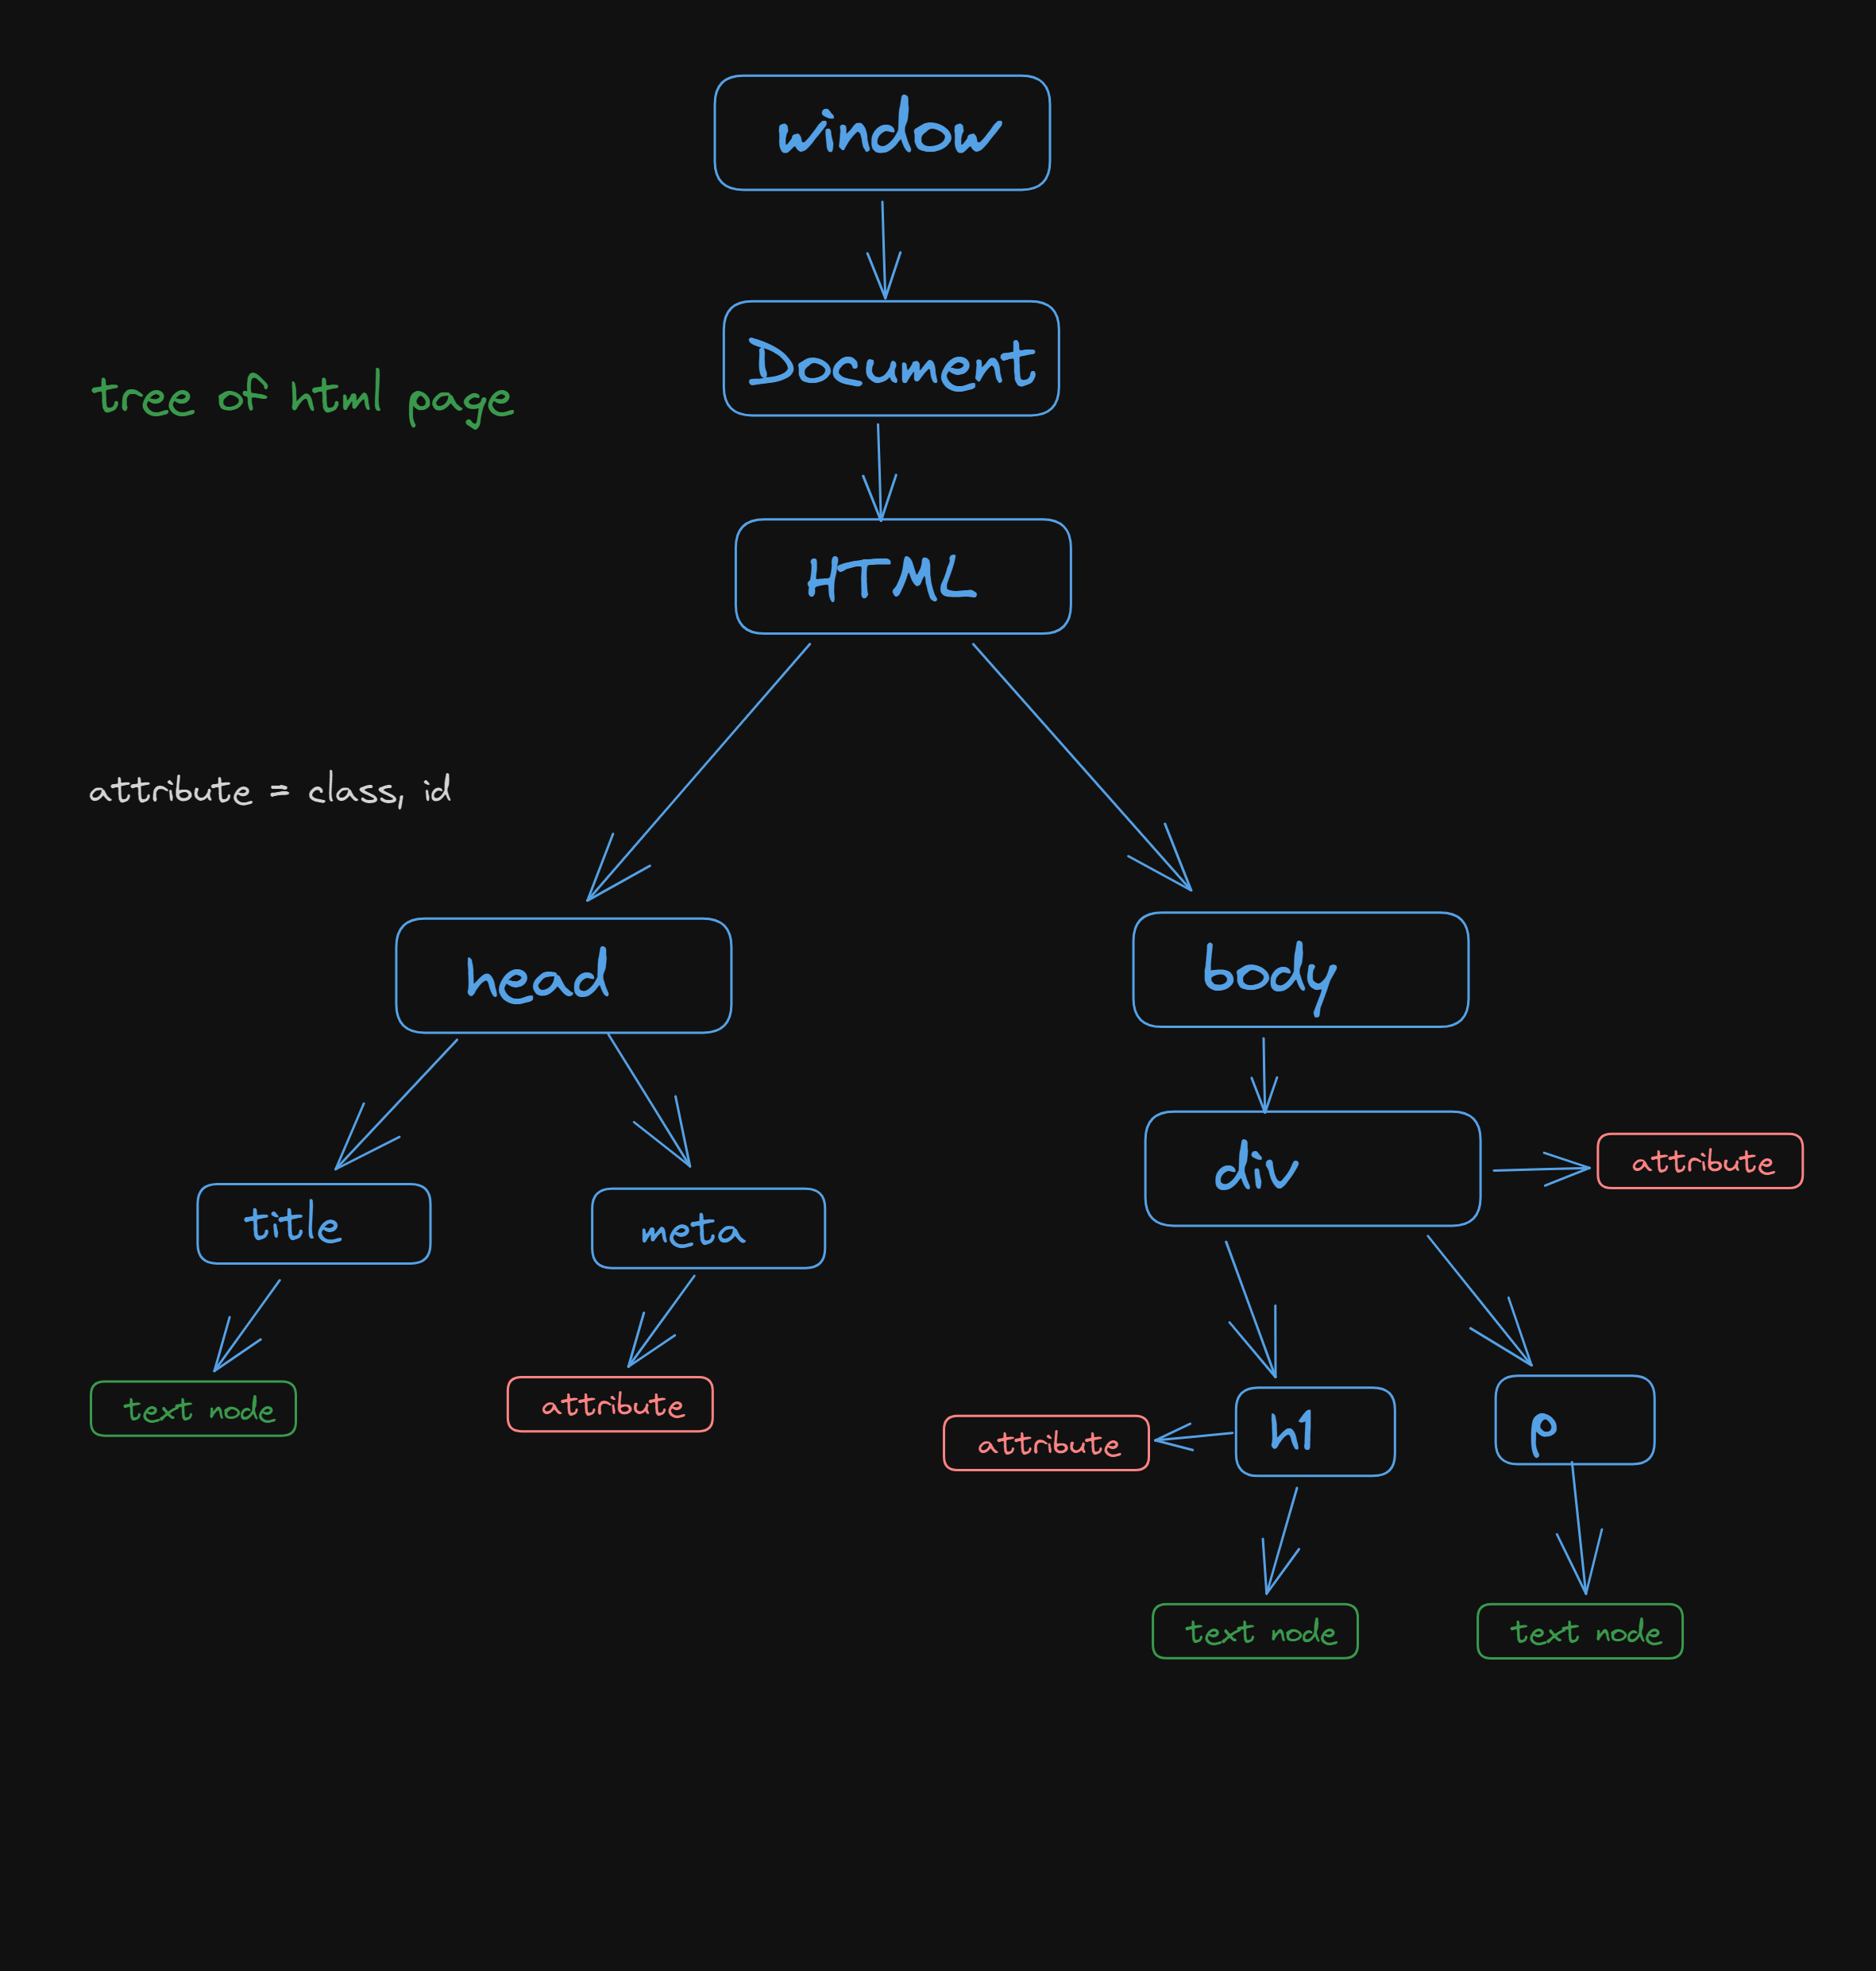 window
Document
tree of html page
HTML
attribute = class, id
head
body
div
attribute
title
meta
text node
attribute
attribute
h1
p
text node
text node